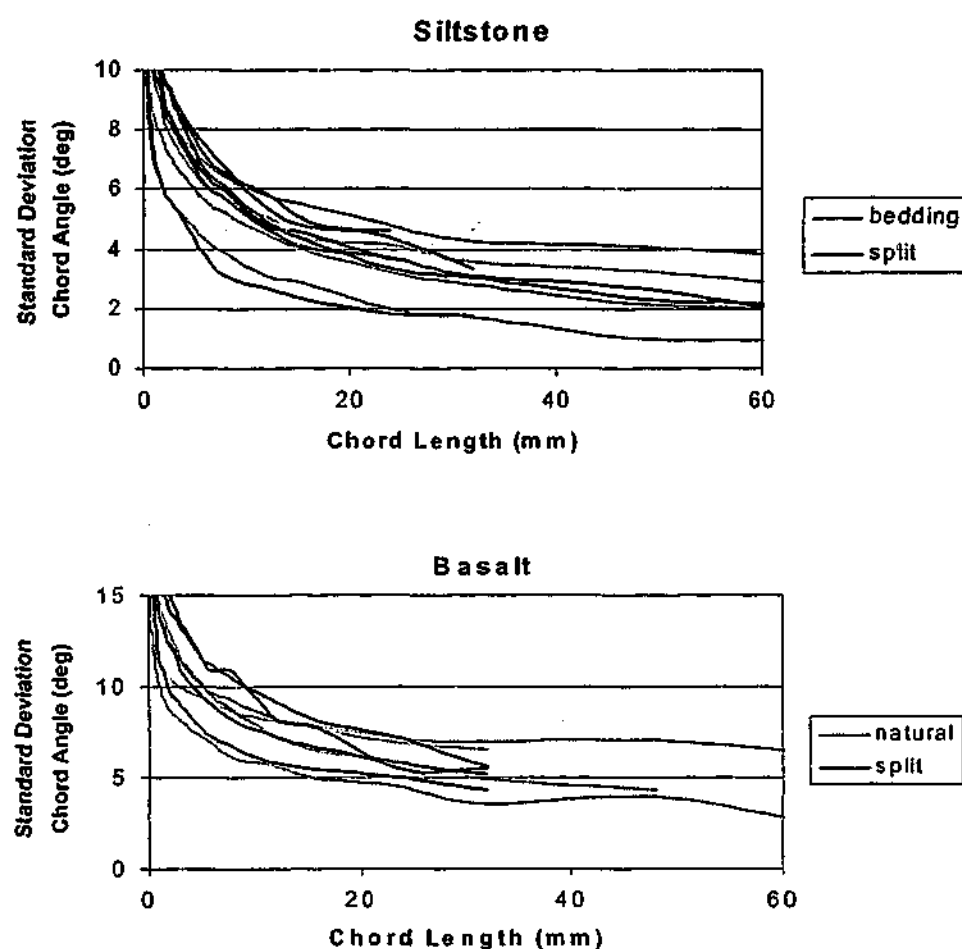 Siltstone
Standard Deviation
Chord Angle (deg)
10
8
6
4
2
0
0
20
40
60
Chord Length (mm)
bedding
split
Basalt
Standard Deviation
Chord Angle (deg)
15
10
5
0
0
20
40
60
Chord Length (mm)
natural
split